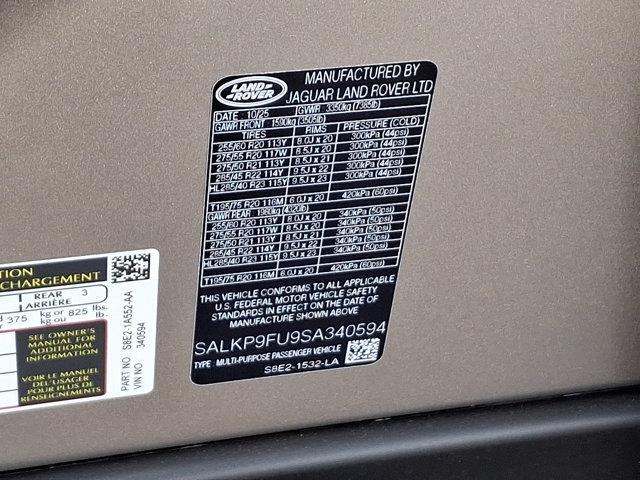 LAND
ROVER
MANUFACTURED BY
JAGUAR LAND ROVER LTD
DATE 10/25 GVWR 3350kg (7385lb)
GAWR FRONT 1590kg (3505lb)
TIRES RIMS PRESSURE (COLD)
255/60 R20 113Y 8.0J x 20 300kPa (44psi)
275/55 R20 117W 8.5J x 20 300kPa (44psi)
275/50 R21 113Y 8.5J x 21 300kPa (44psi)
285/45 R22 114Y 9.5J x 22 300kPa (44psi)
HL285/40 R23 115Y 9.5J x 23 300kPa (44psi)
T195/75 R20 116M 6.0J x 20 420kPa (60psi)
GAWR REAR 1960kg (4320lb)
255/60 R20 113Y 8.0J x 20 340kPa (50psi)
275/55 R20 117W 8.5J x 20 340kPa (50psi)
275/50 R21 113Y 8.5J x 21 340kPa (50psi)
285/45 R22 114Y 9.5J x 22 340kPa (50psi)
HL285/40 R23 115Y 9.5J x 23 340kPa (50psi)
T195/75 R20 116M 6.0J x 20 420kPa (60psi)
THIS VEHICLE CONFORMS TO ALL APPLICABLE
U.S. FEDERAL MOTOR VEHICLE SAFETY
STANDARDS IN EFFECT ON THE DATE OF
MANUFACTURE SHOWN ABOVE
SALKP9FU9SA340594
TYPE : MULTI-PURPOSE PASSENGER VEHICLE
S8E2-1532-LA
TION
CHARGEMENT
REAR 3
ARRIÈRE
375 kg or 825 lbs.
kg ou lb.
SEE OWNER'S
MANUAL FOR
ADDITIONAL
INFORMATION
VOIR LE MANUEL
DEL'USAGER
POUR PLUS DE
RENSEIGNEMENTS
PART NO S8E2-1A552-AA
VIN NO 340594